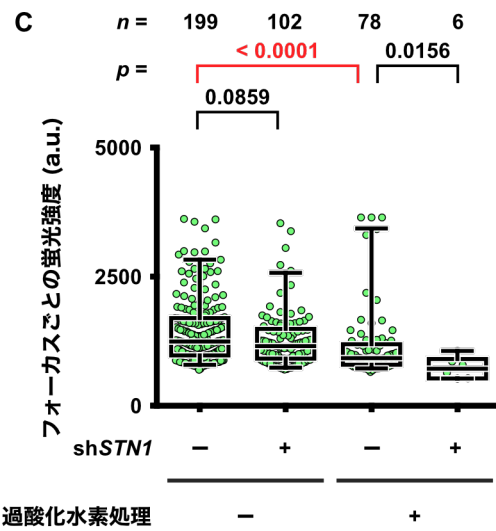 C
n = 199 102 78 6
p = < 0.0001 0.0156
0.0859
フォーカスごとの蛍光強度 (a.u.)
5000
2500
0
shSTN1 − + − +
過酸化水素処理 − +